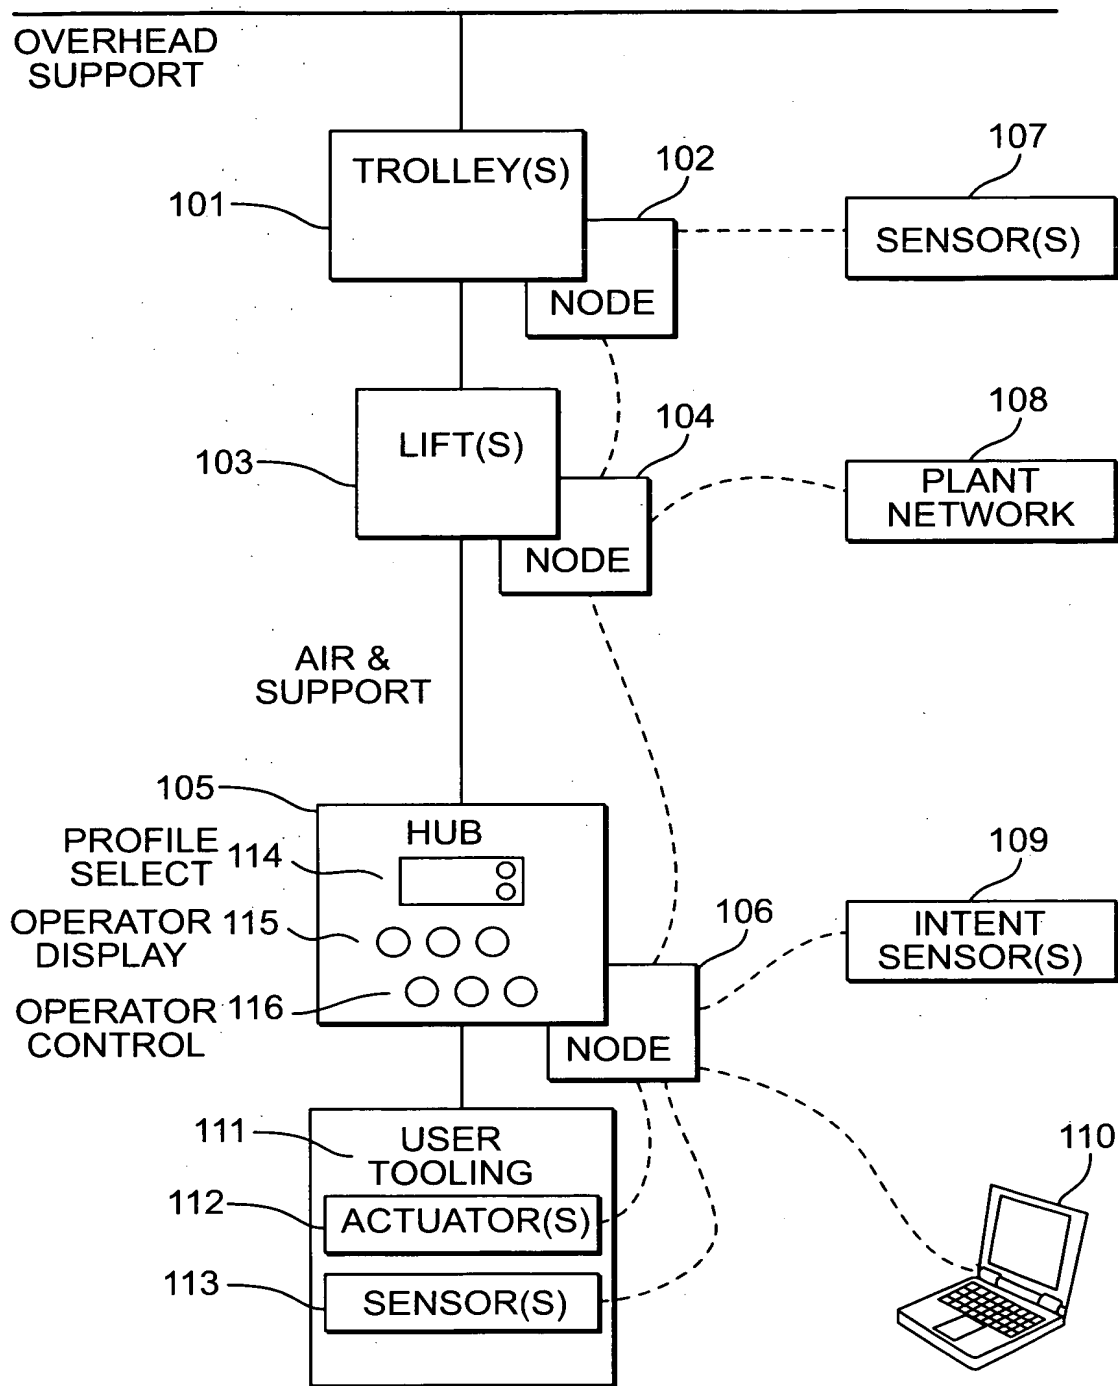 OVERHEAD
SUPPORT
TROLLEY(S)
101
102
NODE
107
SENSOR(S)
LIFT(S)
103
104
NODE
108
PLANT
NETWORK
AIR &
SUPPORT
105
HUB
PROFILE
SELECT
114
OPERATOR
DISPLAY
115
OPERATOR
CONTROL
116
106
NODE
109
INTENT
SENSOR(S)
111
USER
TOOLING
112
ACTUATOR(S)
113
SENSOR(S)
110